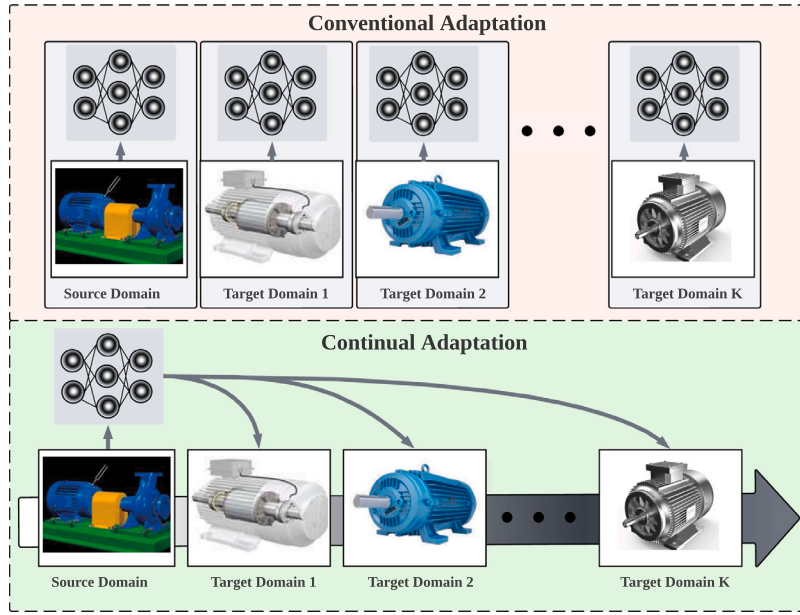 Conventional Adaptation
Source Domain
Target Domain 1
Target Domain 2
Target Domain K
Continual Adaptation
Source Domain
Target Domain 1
Target Domain 2
Target Domain K